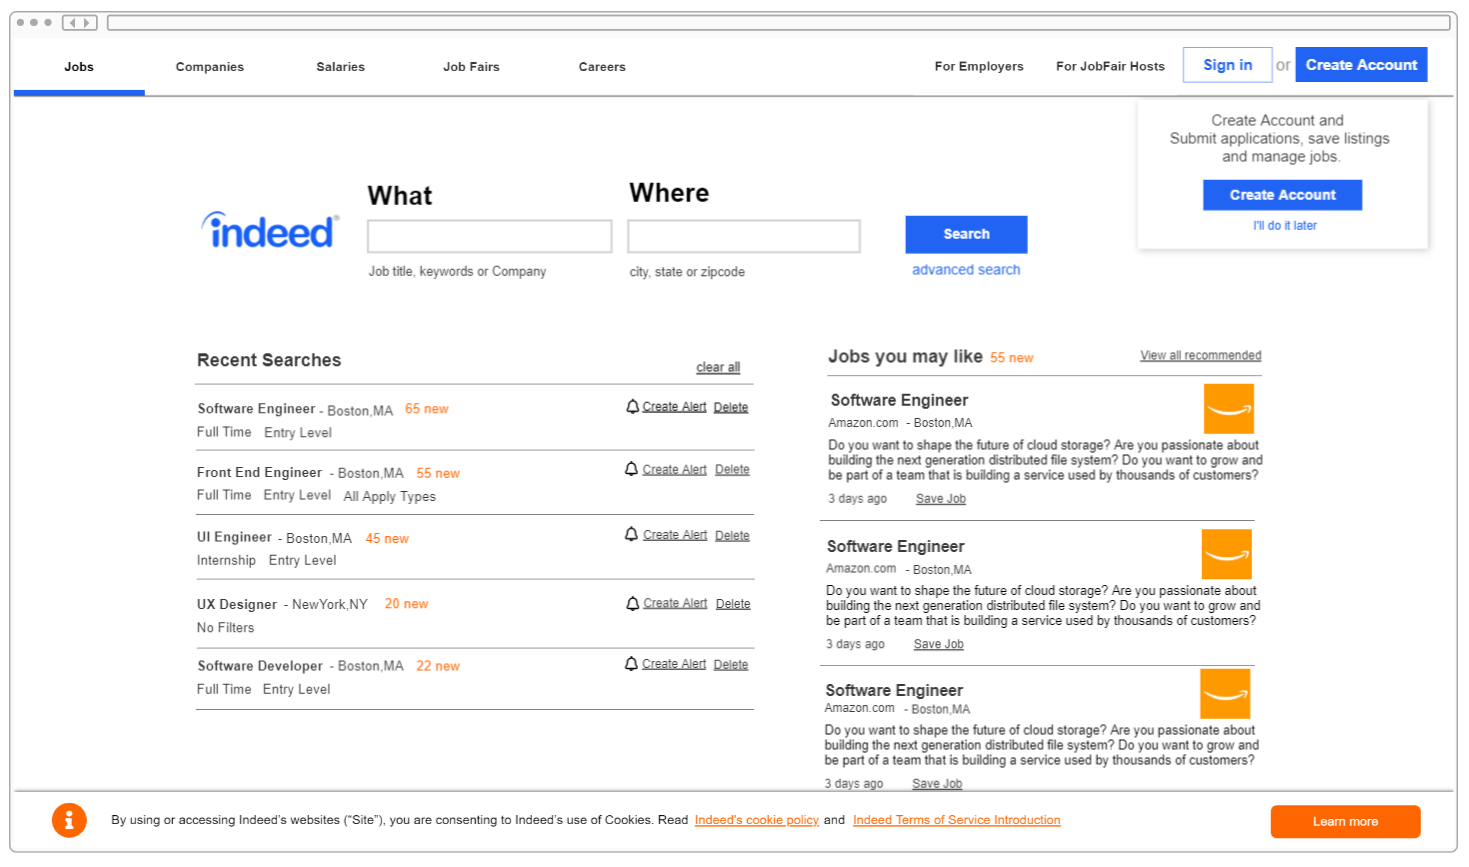 Jobs Companies Salaries Job Fairs Careers For Employers For JobFair Hosts Sign in or Create Account
Create Account and
Submit applications, save listings
and manage jobs.
Create Account
I'll do it later
indeed®
What
Job title, keywords or Company
Where
city, state or zipcode
Search
advanced search
Recent Searches clear all
Software Engineer - Boston,MA 65 new Create Alert Delete
Full Time Entry Level
Front End Engineer - Boston,MA 55 new Create Alert Delete
Full Time Entry Level All Apply Types
UI Engineer - Boston,MA 45 new Create Alert Delete
Internship Entry Level
UX Designer - NewYork,NY 20 new Create Alert Delete
No Filters
Software Developer - Boston,MA 22 new Create Alert Delete
Full Time Entry Level
Jobs you may like 55 new View all recommended
Software Engineer
Amazon.com - Boston,MA
Do you want to shape the future of cloud storage? Are you passionate about
building the next generation distributed file system? Do you want to grow and
be part of a team that is building a service used by thousands of customers?
3 days ago Save Job
Software Engineer
Amazon.com - Boston,MA
Do you want to shape the future of cloud storage? Are you passionate about
building the next generation distributed file system? Do you want to grow and
be part of a team that is building a service used by thousands of customers?
3 days ago Save Job
Software Engineer
Amazon.com - Boston,MA
Do you want to shape the future of cloud storage? Are you passionate about
building the next generation distributed file system? Do you want to grow and
be part of a team that is building a service used by thousands of customers?
3 days ago Save Job
By using or accessing Indeed's websites ("Site"), you are consenting to Indeed's use of Cookies. Read Indeed's cookie policy and Indeed Terms of Service Introduction Learn more